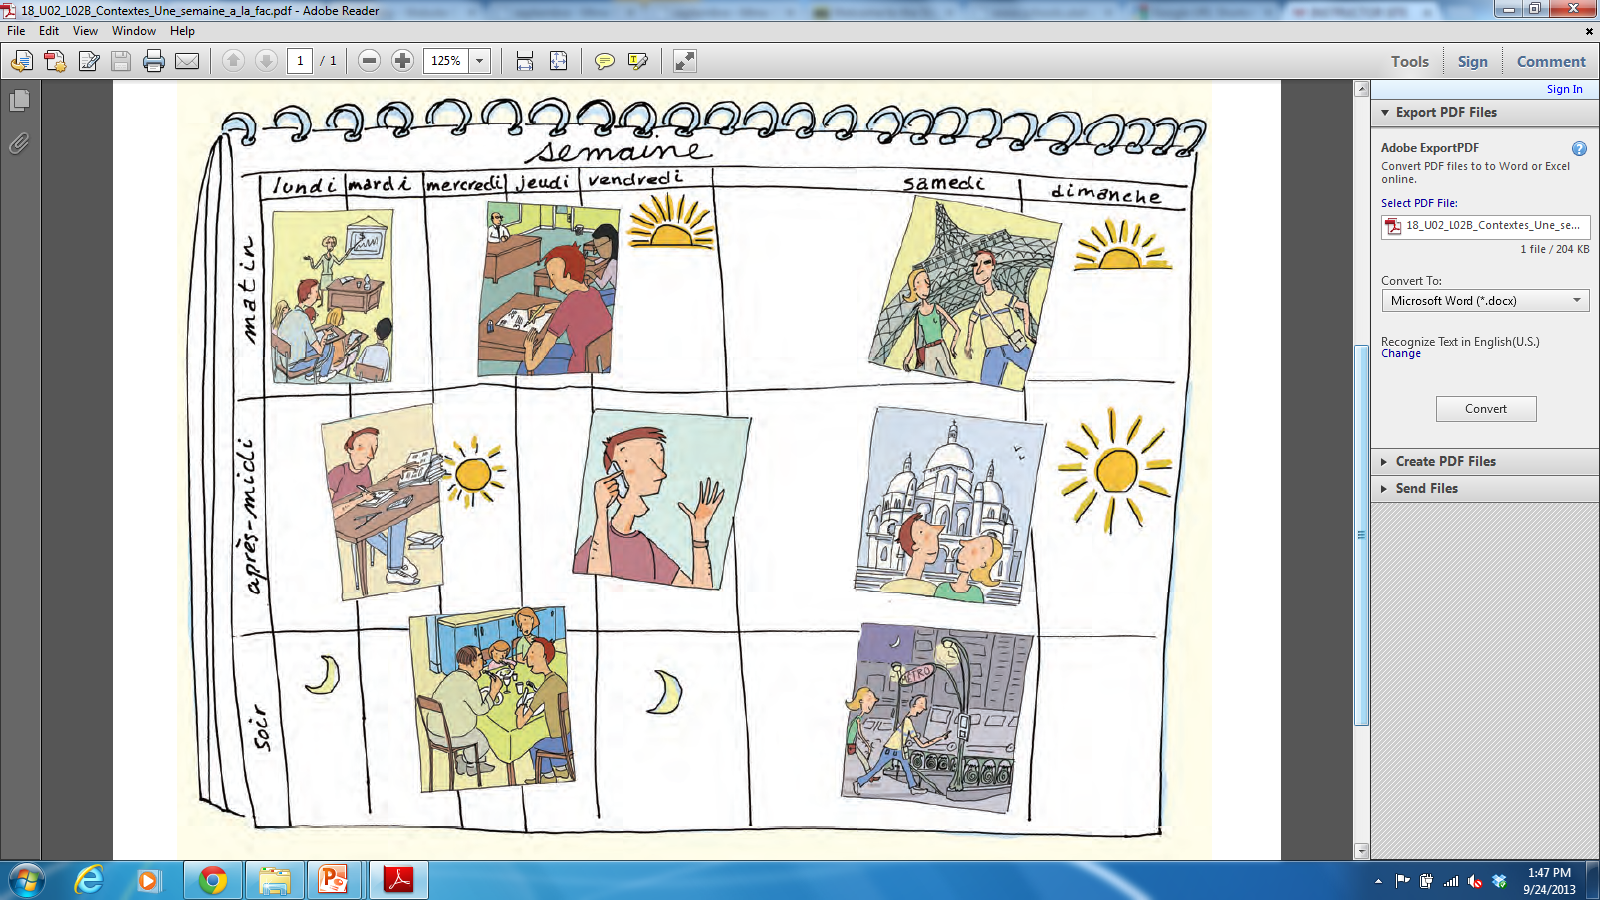 18_U02_L02B_Contextes_Une_semaine_a_la_fac.pdf - Adobe Reader
File Edit View Window Help
1 / 1 125% Tools Sign Comment
Sign In
Export PDF Files
Adobe ExportPDF
Convert PDF files to to Word or Excel
online.
Select PDF File:
18_U02_L02B_Contextes_Une_se...
1 file / 204 KB
Convert To:
Microsoft Word (*.docx)
Recognize Text in English(U.S.)
Change
Convert
Create PDF Files
Send Files
semaine
lundi mardi mercredi jeudi vendredi samedi dimanche
matin
après-midi
soir
METRO
1:47 PM
9/24/2013